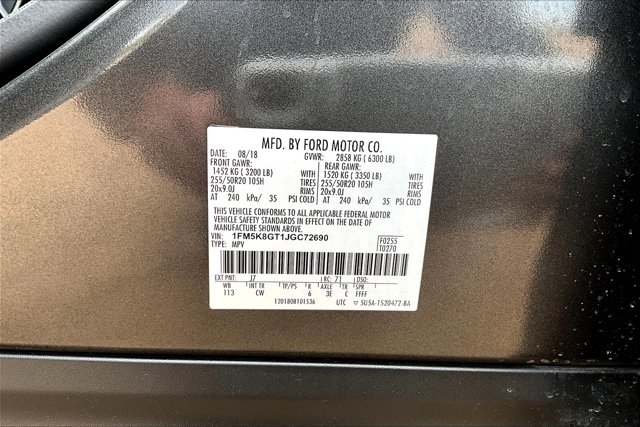 MFD. BY FORD MOTOR CO.
DATE: 08/18 GVWR: 2858 KG ( 6300 LB)
FRONT GAWR: REAR GAWR:
1452 KG ( 3200 LB) WITH 1520 KG ( 3350 LB) WITH
255/50R20 105H TIRES 255/50R20 105H TIRES
20x9.0J RIMS 20x9.0J RIMS
AT 240 kPa/ 35 PSI COLD AT 240 kPa/ 35 PSI COLD
THIS VEHICLE CONFORMS TO ALL APPLICABLE FEDERAL MOTOR
VEHICLE SAFETY STANDARDS IN EFFECT ON THE DATE OF
MANUFACTURE SHOWN ABOVE.
VIN: 1FM5K8GT1JGC72690 F0255
TYPE: MPV T0270
EXT PNT: J7 RC: 71 DSO:
WB INT TR TP/PS R AXLE TR SPR
113 CW 6 3E C FFFF
1201808101536 UTC ▽ 5U5A-1520472-BA